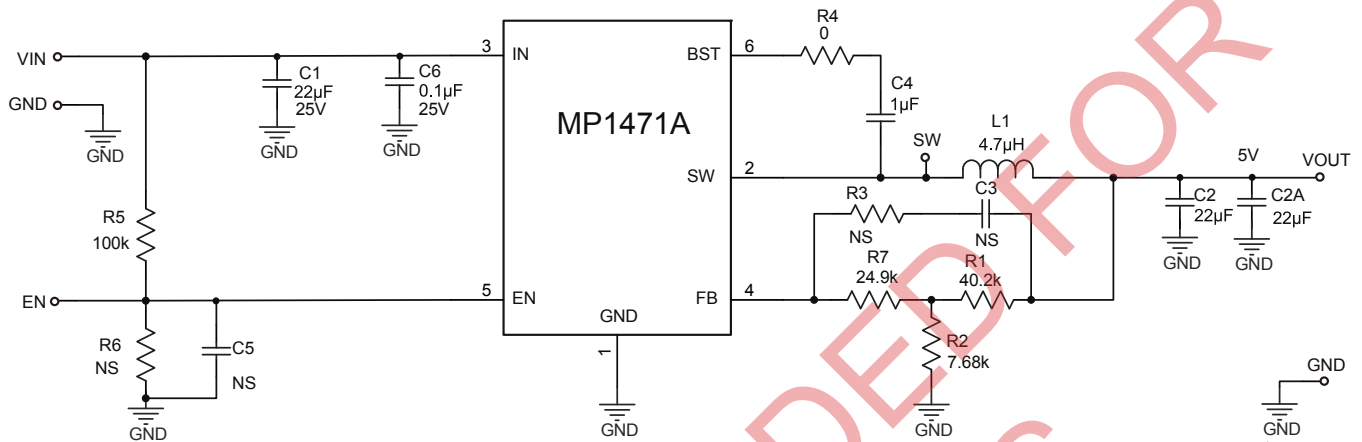 VIN
GND
GND
R5
100k
EN
R6
NS
C5
NS
GND
C1
22µF
25V
GND
C6
0.1µF
25V
GND
3
IN
5
EN
MP1471A
GND
1
GND
BST
6
SW
2
FB
4
R4
0
C4
1µF
SW
L1
4.7µH
R3
NS
C3
NS
R7
24.9k
R1
40.2k
R2
7.68k
GND
5V
VOUT
C2
22µF
GND
C2A
22µF
GND
GND
GND
DED FOR